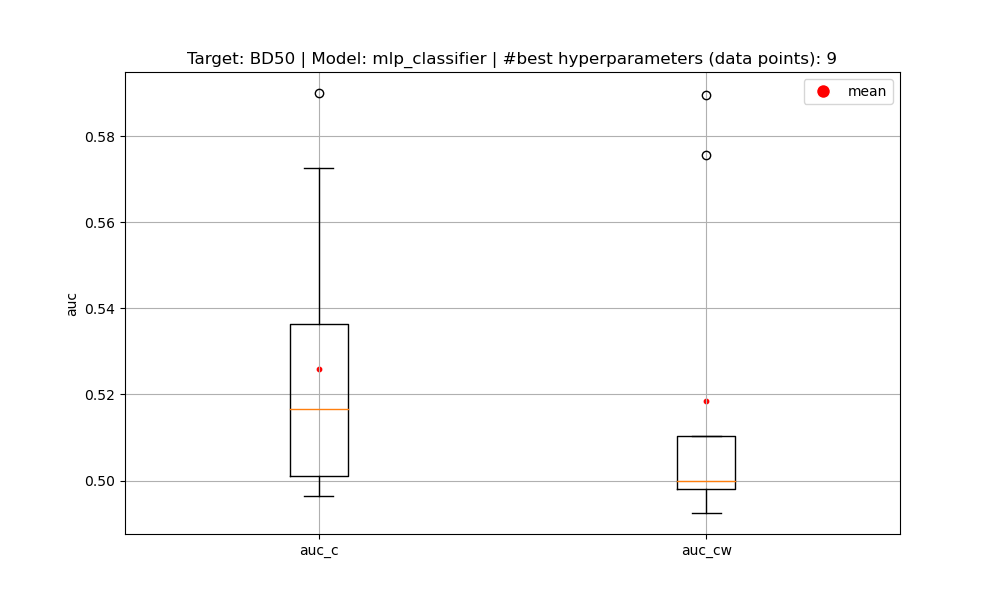 Target: BD50 | Model: mlp_classifier | #best hyperparameters (data points): 9
mean
0.58
0.56
0.54
0.52
0.50
auc
auc_c
auc_cw